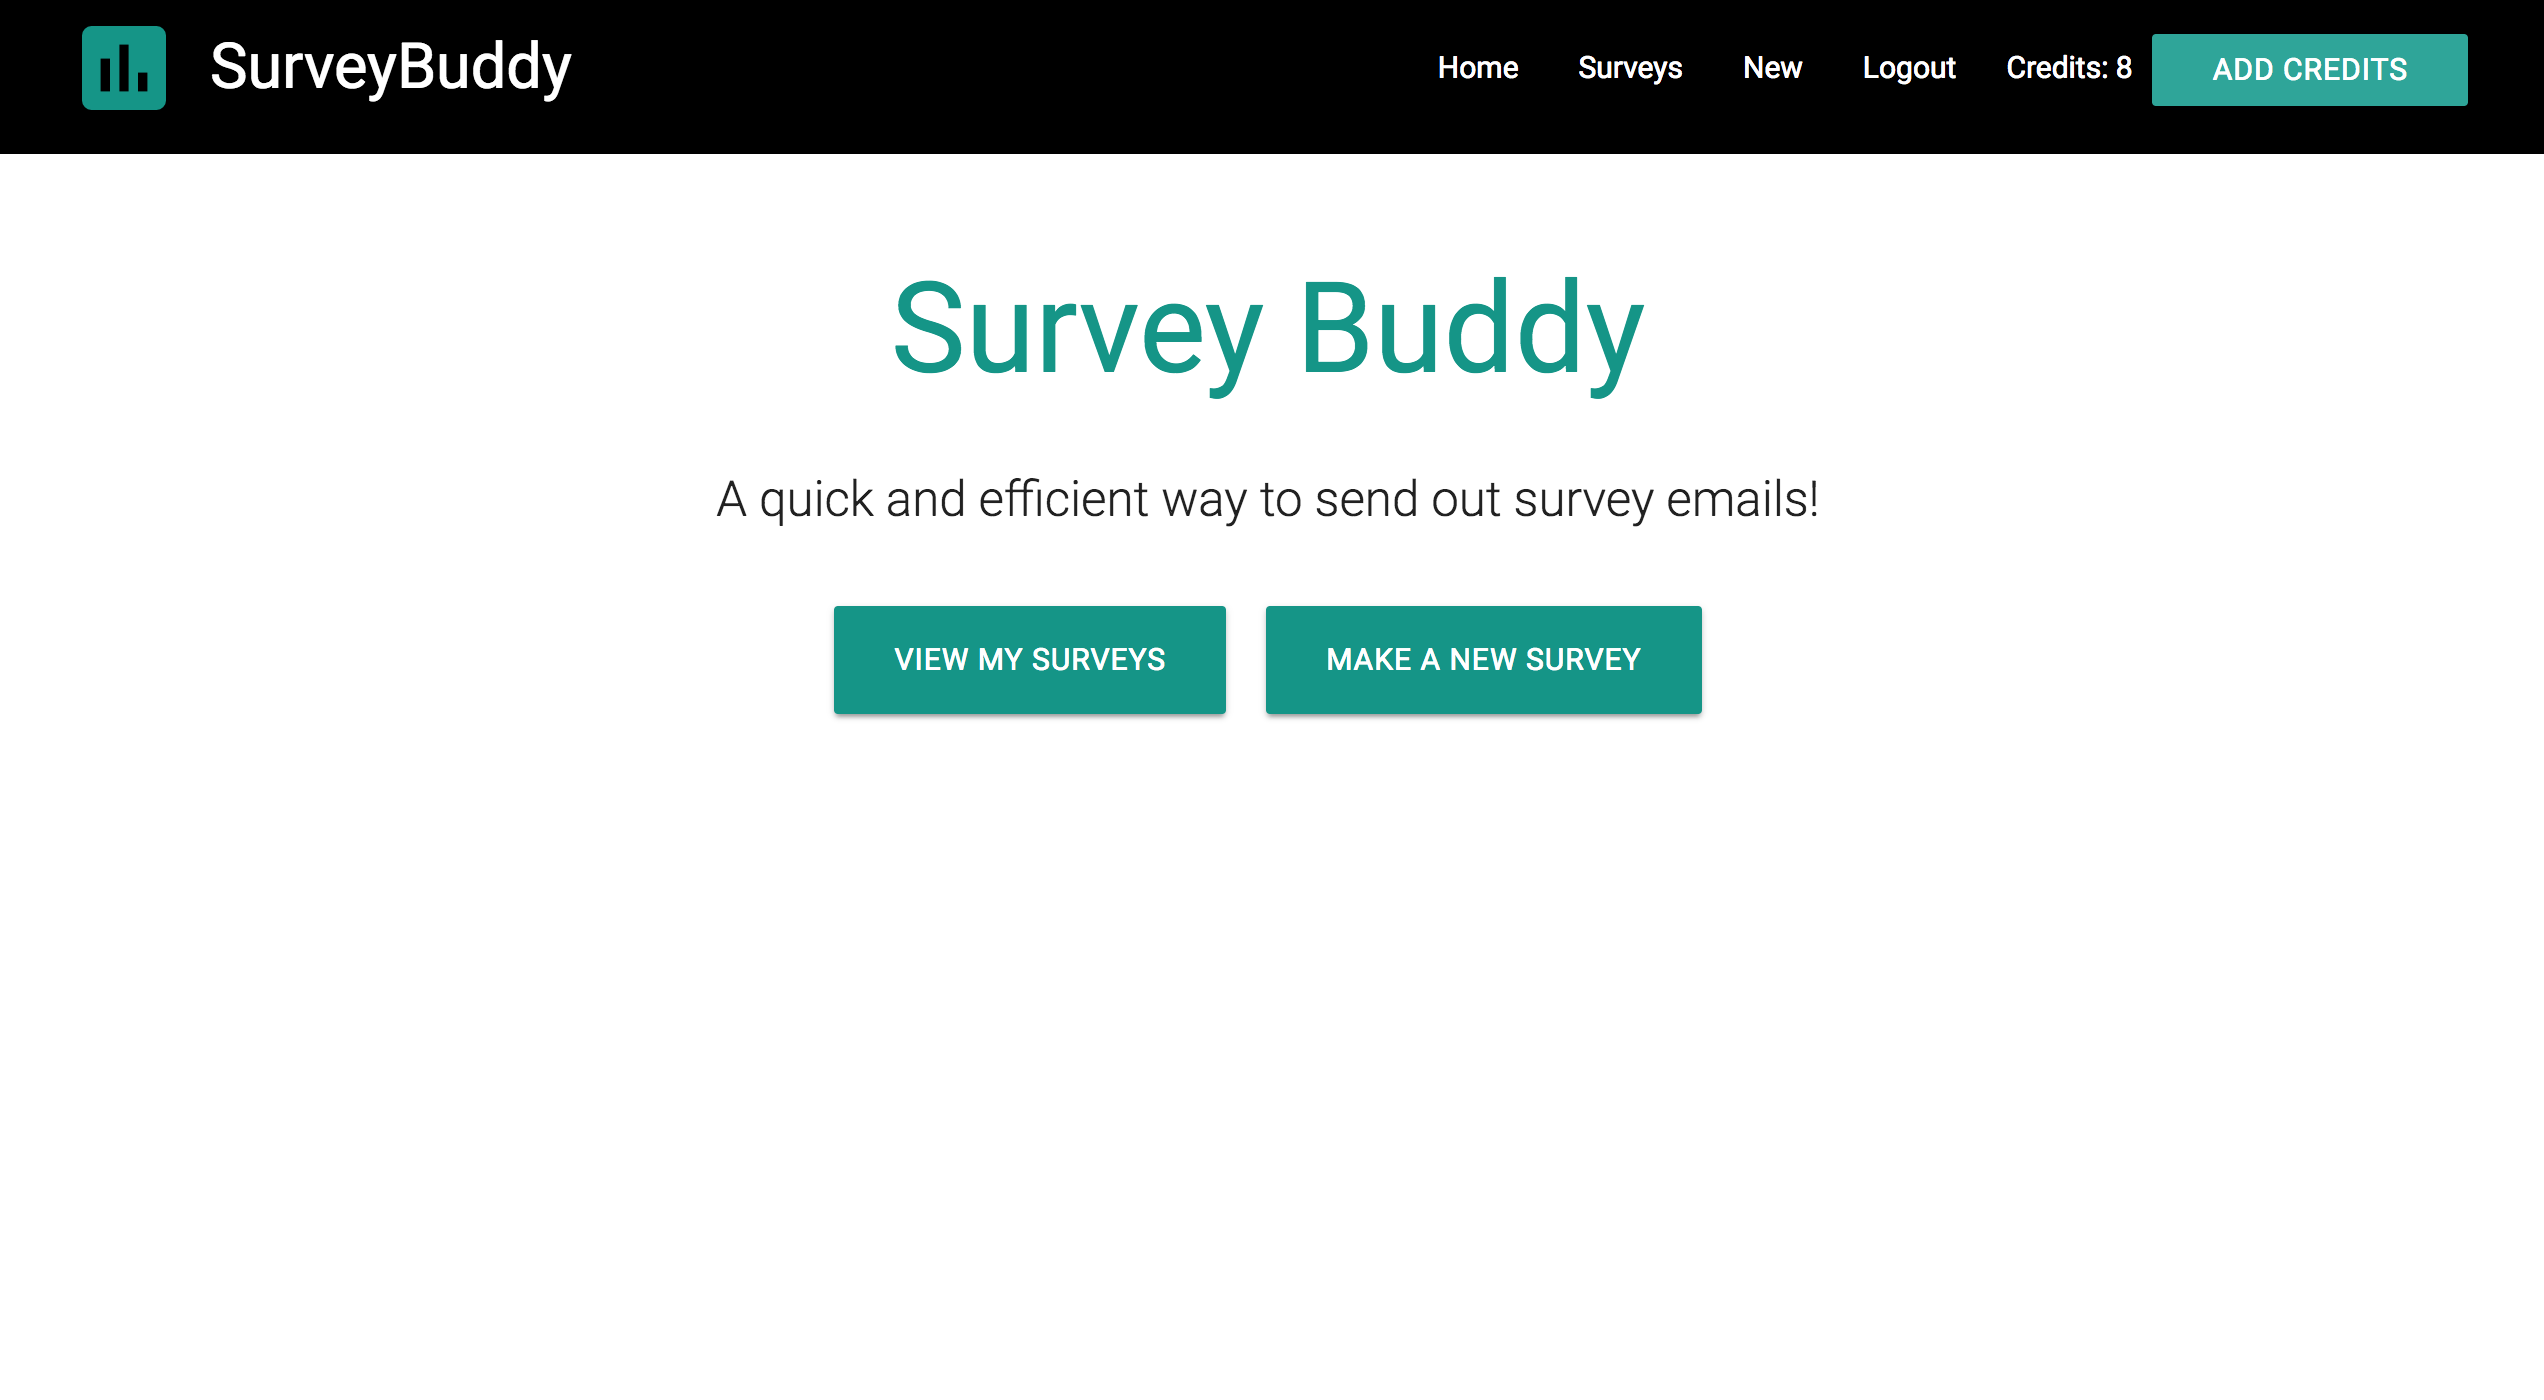 SurveyBuddy Home Surveys New Logout Credits: 8 ADD CREDITS
Survey Buddy
A quick and efficient way to send out survey emails!
VIEW MY SURVEYS MAKE A NEW SURVEY